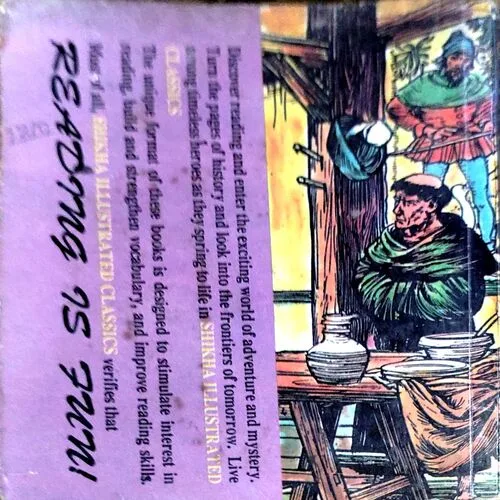 Discover reading and enter the exciting world of adventure and mystery.
Turn the pages of history and look into the frontiers of tomorrow. Live
among timeless heroes as they spring to life in SHIKHA ILLUSTRATED
CLASSICS
The unique format of these books is designed to stimulate interest in
reading, build and strengthen vocabulary, and improve reading skills.
Most of all, SHIKHA ILLUSTRATED CLASSICS verifies that
READING IS FUN!